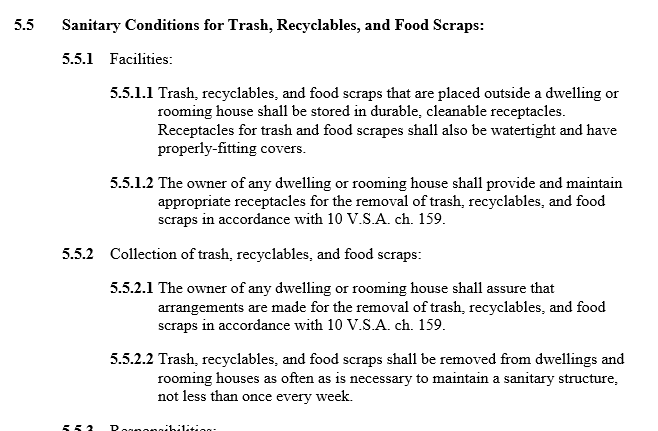 5.5 Sanitary Conditions for Trash, Recyclables, and Food Scraps:
5.5.1 Facilities:
5.5.1.1 Trash, recyclables, and food scraps that are placed outside a dwelling or
rooming house shall be stored in durable, cleanable receptacles.
Receptacles for trash and food scrapes shall also be watertight and have
properly-fitting covers.
5.5.1.2 The owner of any dwelling or rooming house shall provide and maintain
appropriate receptacles for the removal of trash, recyclables, and food
scraps in accordance with 10 V.S.A. ch. 159.
5.5.2 Collection of trash, recyclables, and food scraps:
5.5.2.1 The owner of any dwelling or rooming house shall assure that
arrangements are made for the removal of trash, recyclables, and food
scraps in accordance with 10 V.S.A. ch. 159.
5.5.2.2 Trash, recyclables, and food scraps shall be removed from dwellings and
rooming houses as often as is necessary to maintain a sanitary structure,
not less than once every week.
5.5.3 Responsibilities: